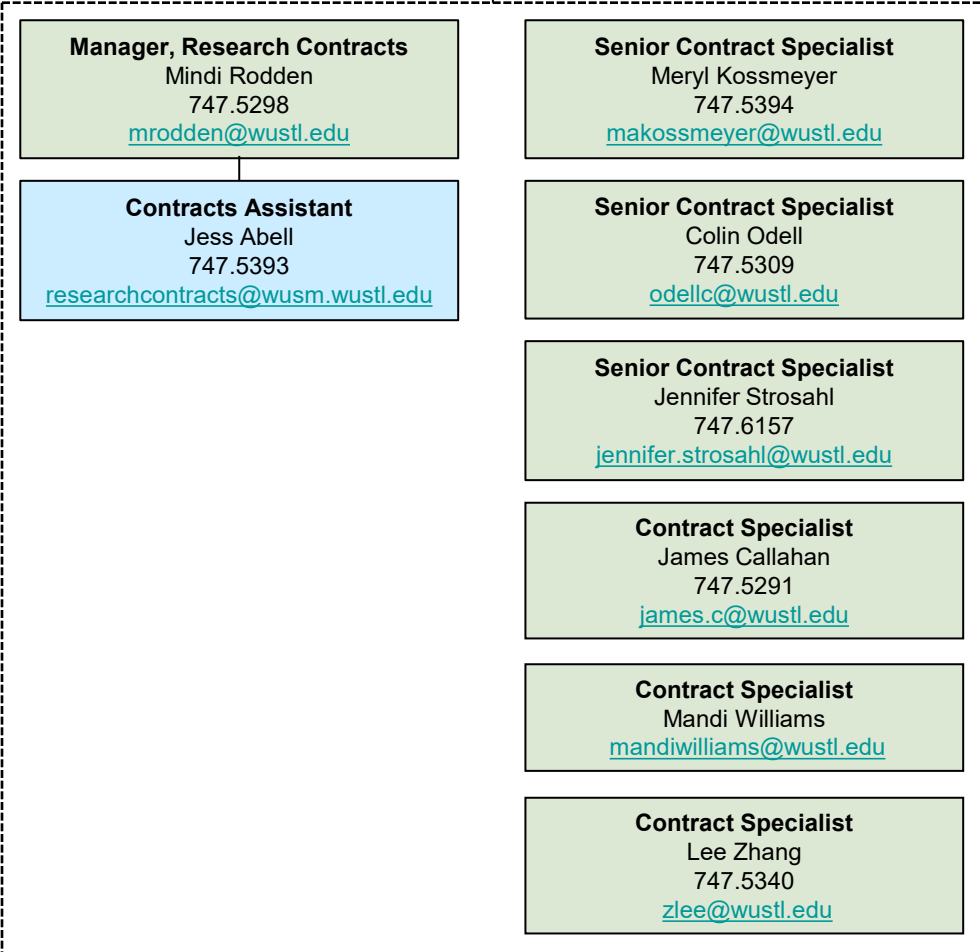 Manager, Research Contracts
Mindi Rodden
747.5298
mrodden@wustl.edu
Contracts Assistant
Jess Abell
747.5393
researchcontracts@wusm.wustl.edu
Senior Contract Specialist
Meryl Kossmeyer
747.5394
makossmeyer@wustl.edu
Senior Contract Specialist
Colin Odell
747.5309
odellc@wustl.edu
Senior Contract Specialist
Jennifer Strosahl
747.6157
jennifer.strosahl@wustl.edu
Contract Specialist
James Callahan
747.5291
james.c@wustl.edu
Contract Specialist
Mandi Williams
mandiwilliams@wustl.edu
Contract Specialist
Lee Zhang
747.5340
zlee@wustl.edu